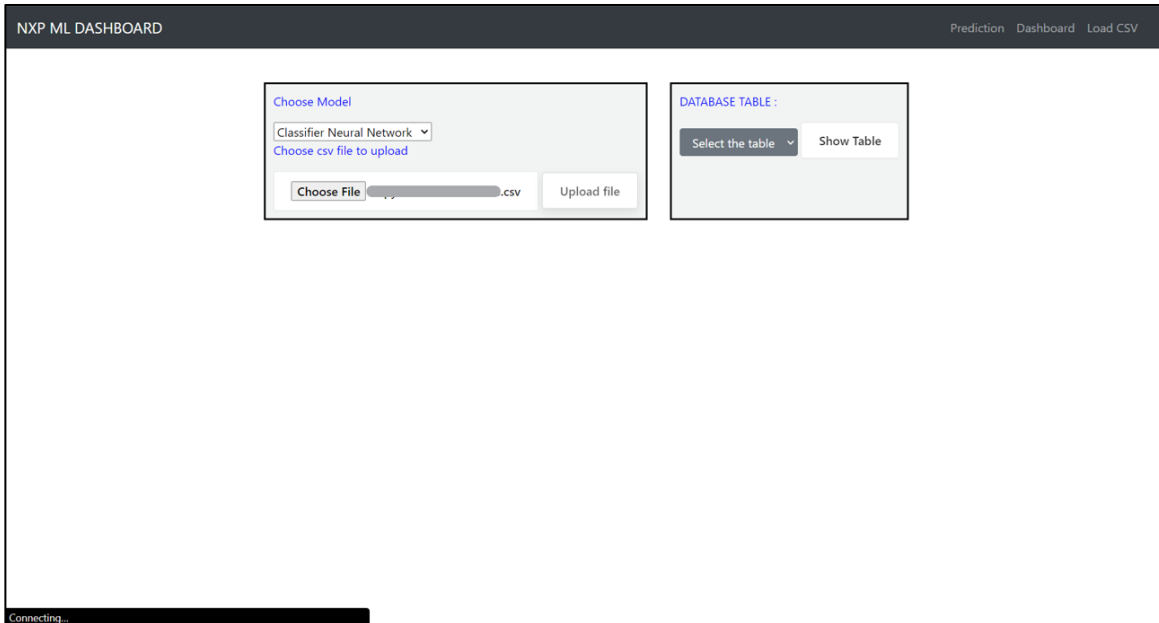 NXP ML DASHBOARD
Prediction Dashboard Load CSV
Choose Model
Classifier Neural Network
Choose csv file to upload
Choose File .csv Upload file
DATABASE TABLE :
Select the table Show Table
Connecting...